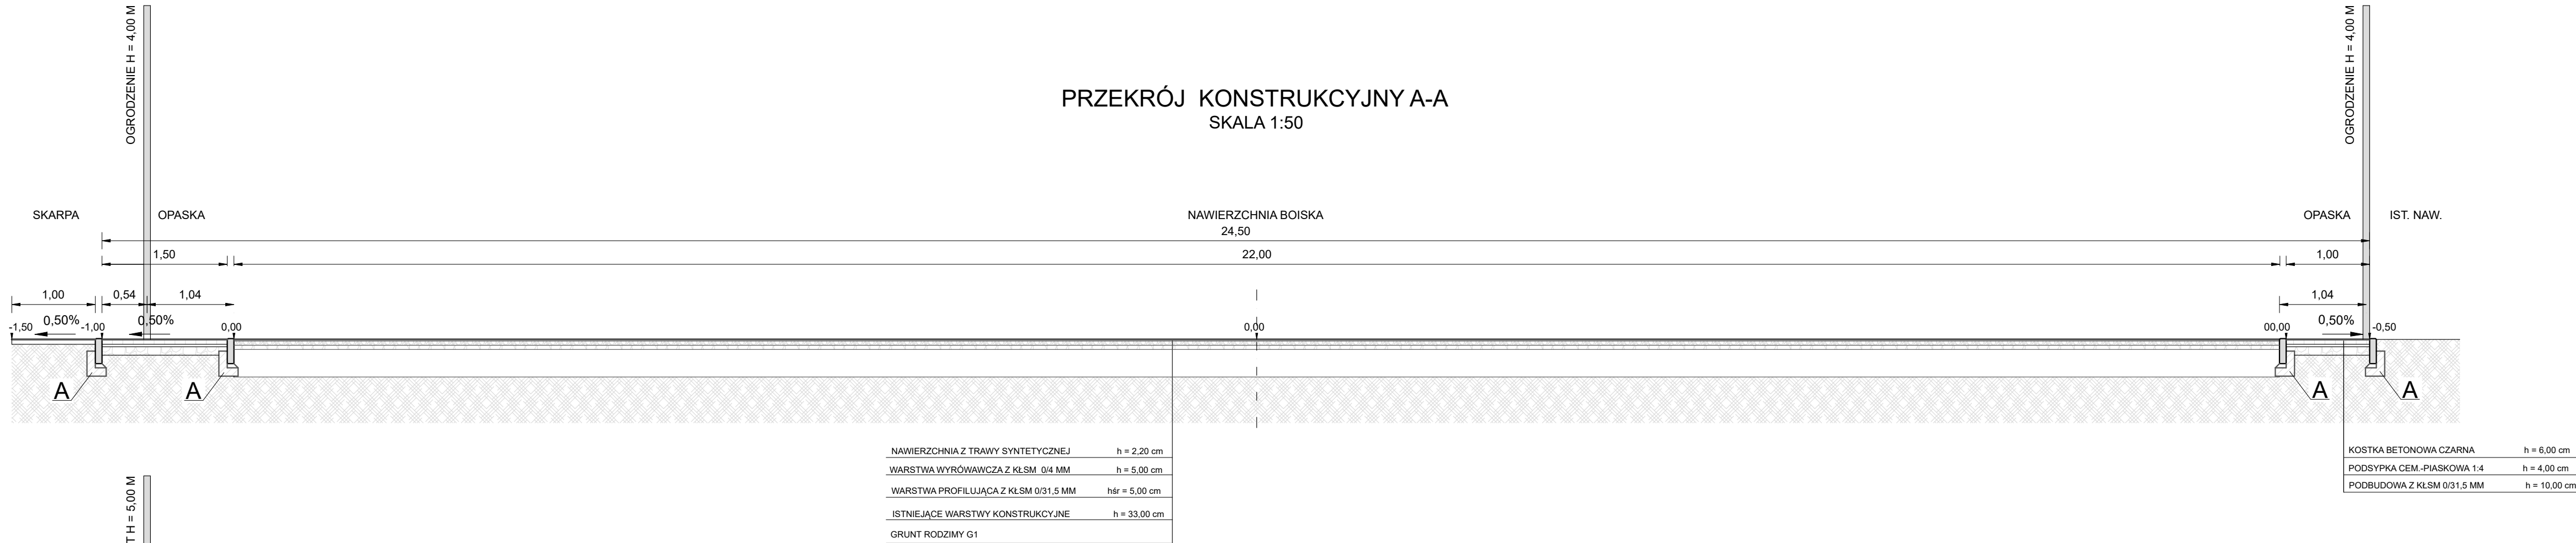 OGRODZENIE H = 4,00 M
OGRODZENIE H = 4,00 M
PRZEKRÓJ KONSTRUKCYJNY A-A
SKALA 1:50
SKARPA
OPASKA
NAWIERZCHNIA BOISKA
OPASKA
IST. NAW.
24,50
1,50
22,00
1,00
1,00
0,54
1,04
1,04
0,50%
0,50%
0,50%
-1,50
-1,00
0,00
0,00
00,00
-0,50
A
A
A
A
NAWIERZCHNIA Z TRAWY SYNTETYCZNEJ h = 2,20 cm
WARSTWA WYRÓWAWCZA Z KŁSM 0/4 MM h = 5,00 cm
WARSTWA PROFILUJĄCA Z KŁSM 0/31,5 MM hśr = 5,00 cm
ISTNIEJĄCE WARSTWY KONSTRUKCYJNE h = 33,00 cm
GRUNT RODZIMY G1
KOSTKA BETONOWA CZARNA h = 6,00 cm
PODSYPKA CEM.-PIASKOWA 1:4 h = 4,00 cm
PODBUDOWA Z KŁSM 0/31,5 MM h = 10,00 cm
T H = 5,00 M